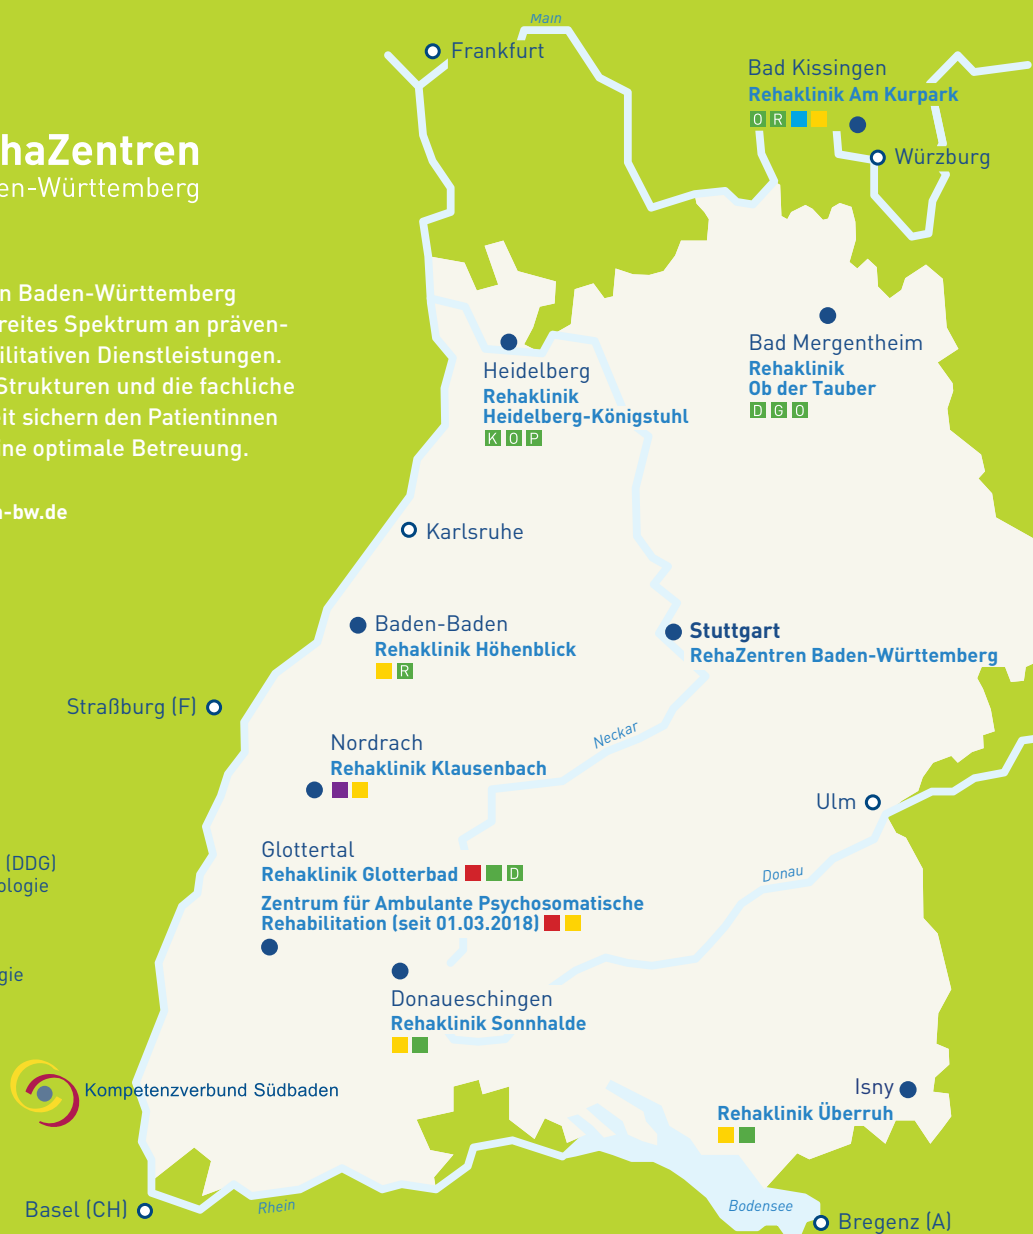 Main
Frankfurt
Bad Kissingen
Rehaklinik Am Kurpark
O R
Würzburg
haZentren
en-Württemberg
n Baden-Württemberg
reites Spektrum an präven-
ilitativen Dienstleistungen.
Strukturen und die fachliche
eit sichern den Patientinnen
ne optimale Betreuung.
-bw.de
Heidelberg
Rehaklinik
Heidelberg-Königstuhl
K O P
Bad Mergentheim
Rehaklinik
Ob der Tauber
D G O
Karlsruhe
Baden-Baden
Rehaklinik Höhenblick
R
Stuttgart
RehaZentren Baden-Württemberg
Straßburg (F)
Neckar
Nordrach
Rehaklinik Klausenbach
Ulm
Glottertal
Rehaklinik Glotterbad D
Zentrum für Ambulante Psychosomatische
Rehabilitation (seit 01.03.2018)
Donau
(DDG)
ologie
gie
Donaueschingen
Rehaklinik Sonnhalde
Kompetenzverbund Südbaden
Isny
Rehaklinik Überruh
Basel (CH)
Rhein
Bodensee
Bregenz (A)